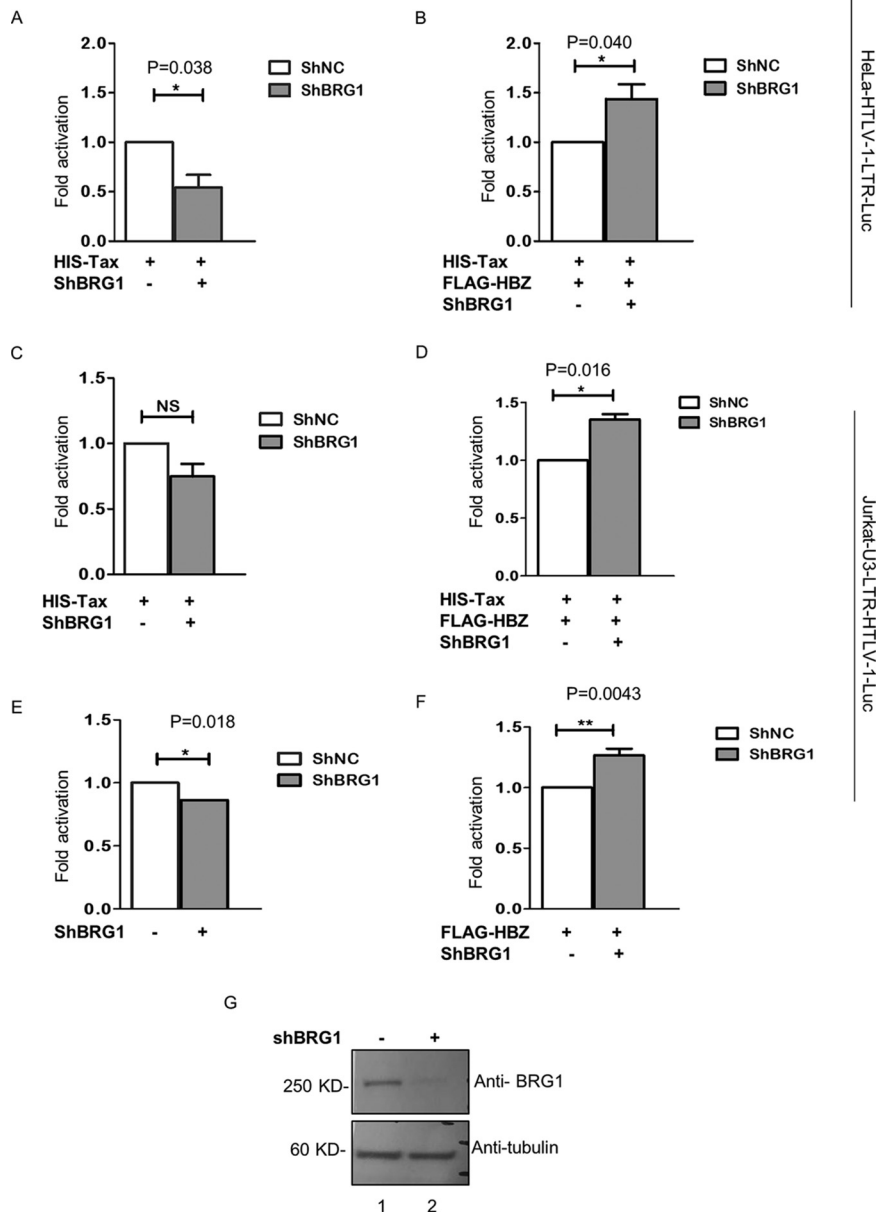 A
2.0
1.5
1.0
0.5
0.0
Fold activation
P=0.038
*
ShNC
ShBRG1
HIS-Tax + +
ShBRG1 - +
B
2.0
1.5
1.0
0.5
0.0
Fold activation
P=0.040
*
ShNC
ShBRG1
HIS-Tax + +
FLAG-HBZ + +
ShBRG1 - +
HeLa-HTLV-1-LTR-Luc
C
1.5
1.0
0.5
0.0
Fold activation
NS
ShNC
ShBRG1
HIS-Tax + +
ShBRG1 - +
D
1.5
1.0
0.5
0.0
Fold activation
P=0.016
*
ShNC
ShBRG1
HIS-Tax + +
FLAG-HBZ + +
ShBRG1 - +
Jurkat-U3-LTR-HTLV-1-Luc
E
1.5
1.0
0.5
0.0
Fold activation
P=0.018
*
ShNC
ShBRG1
ShBRG1 - +
F
1.5
1.0
0.5
0.0
Fold activation
P=0.0043
**
ShNC
ShBRG1
FLAG-HBZ + +
ShBRG1 - +
G
shBRG1 - +
250 KD-
Anti- BRG1
60 KD-
Anti-tubulin
1 2